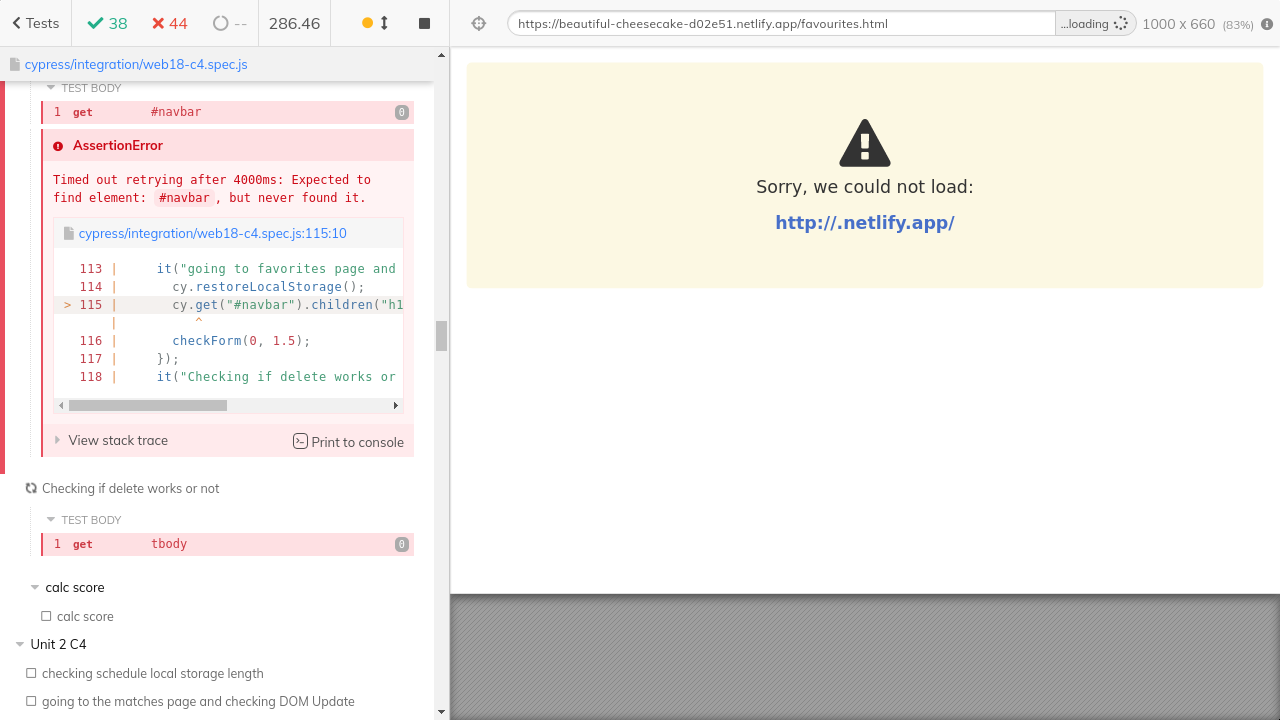 Tests
38
44
--
286.46
https://beautiful-cheesecake-d02e51.netlify.app/favourites.html
...loading
1000 x 660 (83%)
cypress/integration/web18-c4.spec.js
TEST BODY
1 get #navbar 0
AssertionError
Timed out retrying after 4000ms: Expected to
find element: #navbar, but never found it.
cypress/integration/web18-c4.spec.js:115:10
113 | it("going to favorites page and
114 | cy.restoreLocalStorage();
> 115 | cy.get("#navbar").children("h1
| ^
116 | checkForm(0, 1.5);
117 | });
118 | it("Checking if delete works or
View stack trace
Print to console
Checking if delete works or not
TEST BODY
1 get tbody 0
calc score
calc score
Unit 2 C4
checking schedule local storage length
going to the matches page and checking DOM Update
Sorry, we could not load:
http://.netlify.app/